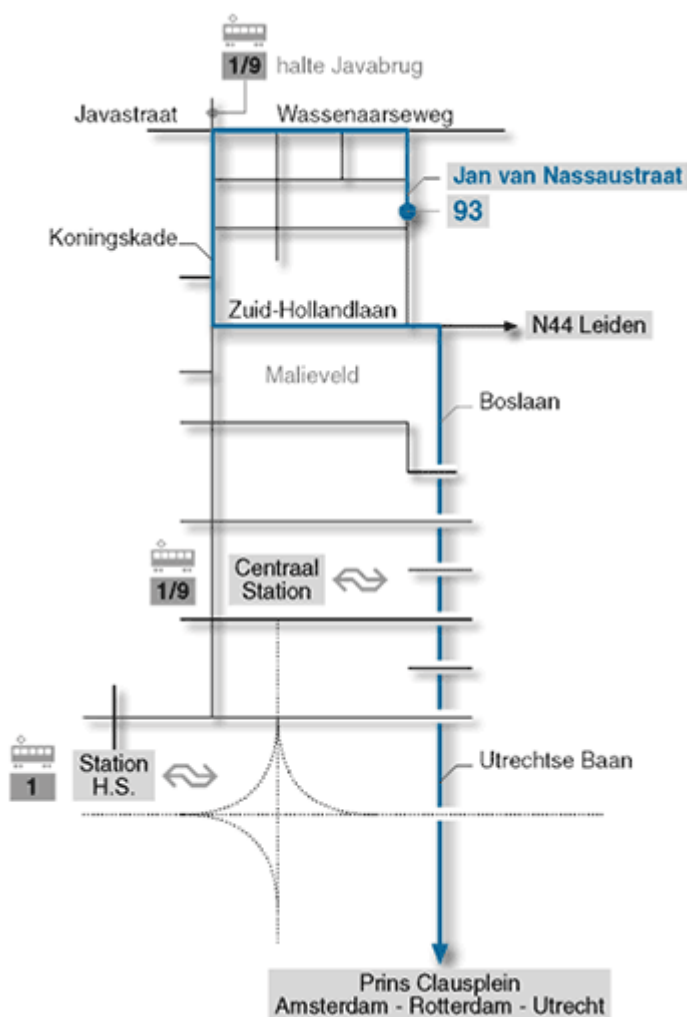 1/9 halte Javabrug
Javastraat
Wassenaarseweg
Jan van Nassaustraat
93
Koningskade
Zuid-Hollandlaan
N44 Leiden
Malieveld
Boslaan
1/9
Centraal
Station
1
Station
H.S.
Utrechtse Baan
Prins Clausplein
Amsterdam - Rotterdam - Utrecht